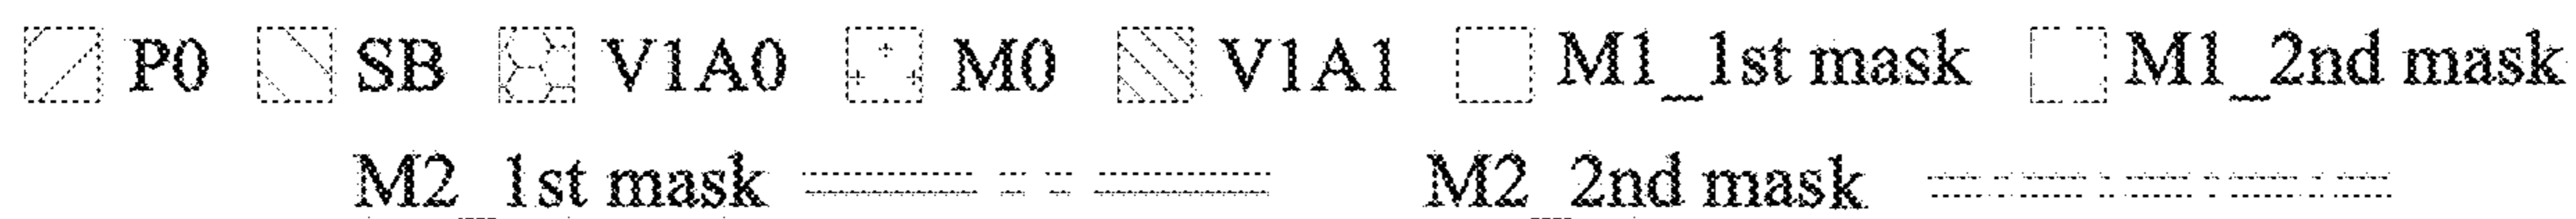 P0 SB V1A0 M0 V1A1 M1_1st mask M1_2nd mask
M2_1st mask M2_2nd mask